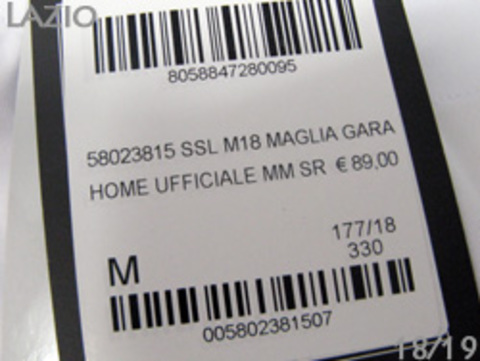 LAZIO
8058847280095
58023815 SSL M18 MAGLIA GARA
HOME UFFICIALE MM SR € 89,00
177/18
M 330
005802381507
18/19